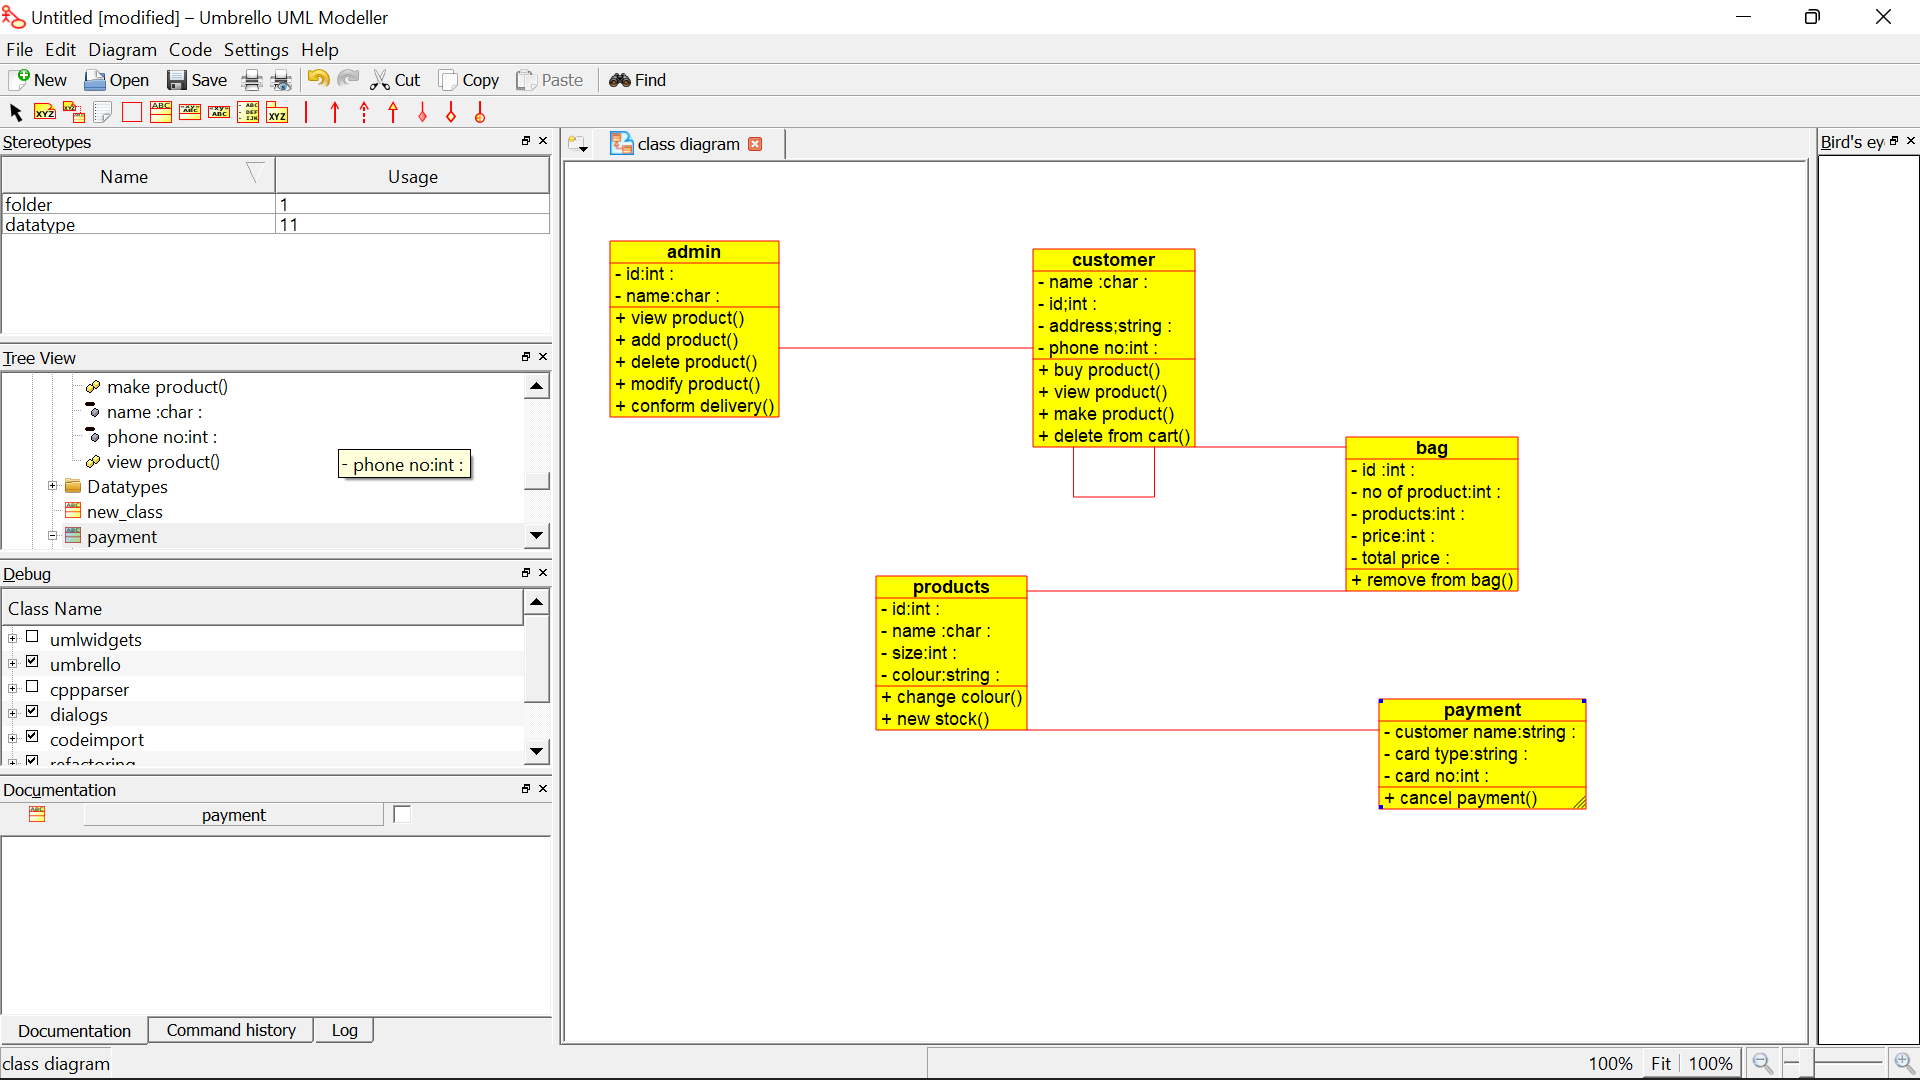 Untitled [modified] – Umbrello UML Modeller
File Edit Diagram Code Settings Help
New Open Save Cut Copy Paste Find
Stereotypes
Name Usage
folder 1
datatype 11
Tree View
make product()
name :char :
phone no:int :
view product()
- phone no:int :
Datatypes
new_class
payment
Debug
Class Name
umlwidgets
umbrello
cppparser
dialogs
codeimport
refactoring
Documentation
payment
Documentation Command history Log
class diagram
class diagram
admin
- id:int :
- name:char :
+ view product()
+ add product()
+ delete product()
+ modify product()
+ conform delivery()
customer
- name :char :
- id;int :
- address;string :
- phone no:int :
+ buy product()
+ view product()
+ make product()
+ delete from cart()
bag
- id :int :
- no of product:int :
- products:int :
- price:int :
- total price :
+ remove from bag()
products
- id:int :
- name :char :
- size:int :
- colour:string :
+ change colour()
+ new stock()
payment
- customer name:string :
- card type:string :
- card no:int :
+ cancel payment()
Bird's ey
100% Fit 100%